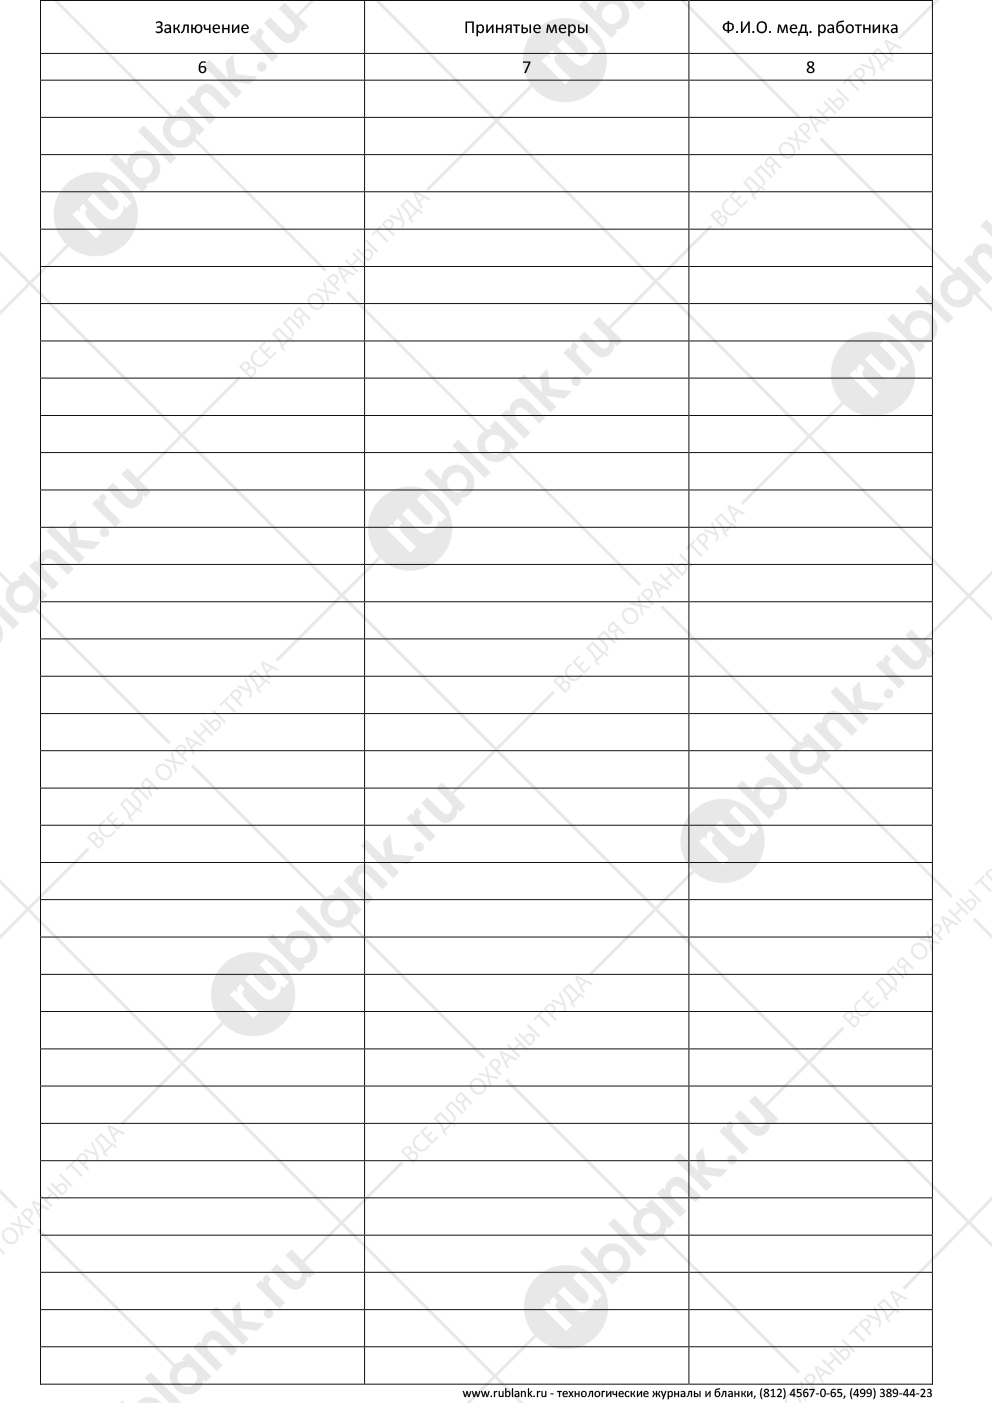 Заключение Принятые меры Ф.И.О. мед. работника
6 7 8
rublank.ru
ВСЕ ДЛЯ ОХРАНЫ ТРУДА
www.rublank.ru - технологические журналы и бланки, (812) 4567-0-65, (499) 389-44-23